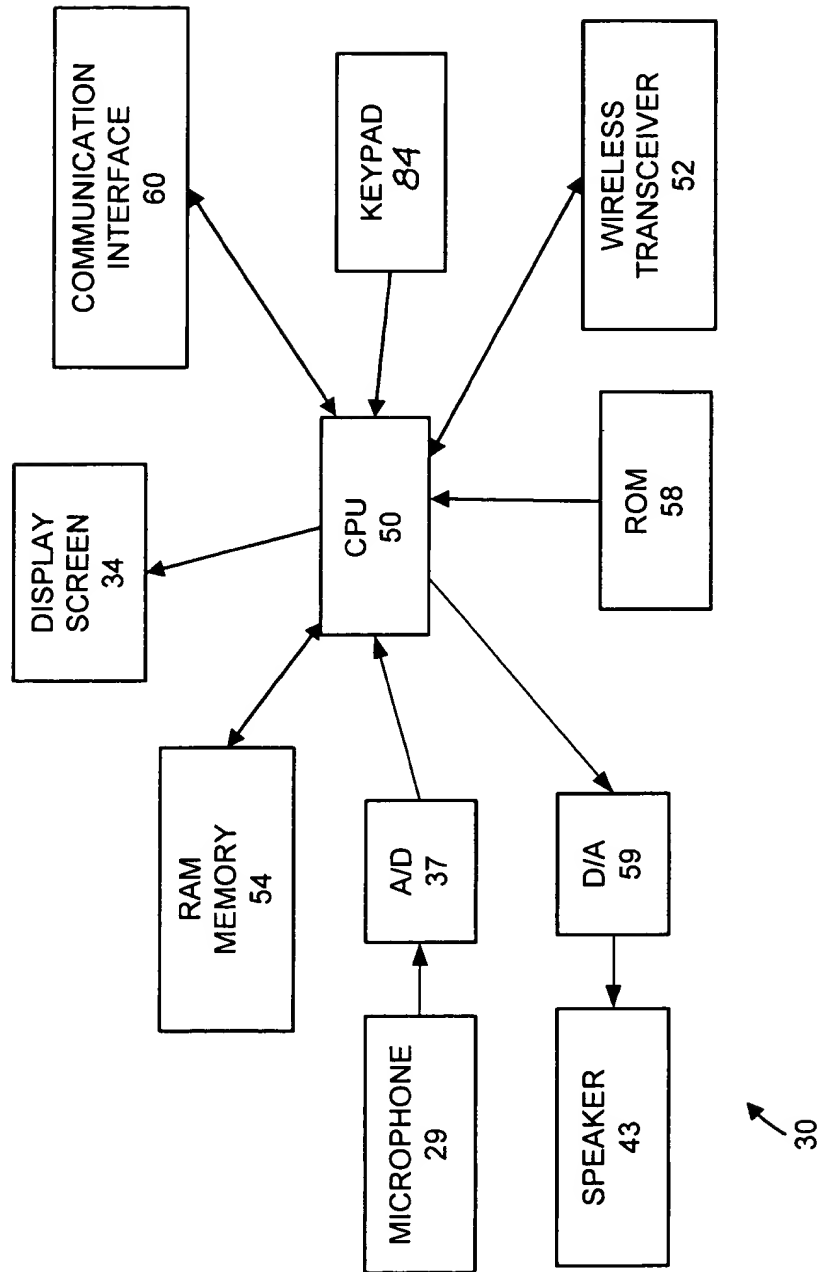 DISPLAY
SCREEN
34
COMMUNICATION
INTERFACE
60
RAM
MEMORY
54
CPU
50
KEYPAD
84
MICROPHONE
29
A/D
37
SPEAKER
43
D/A
59
ROM
58
WIRELESS
TRANSCEIVER
52
30